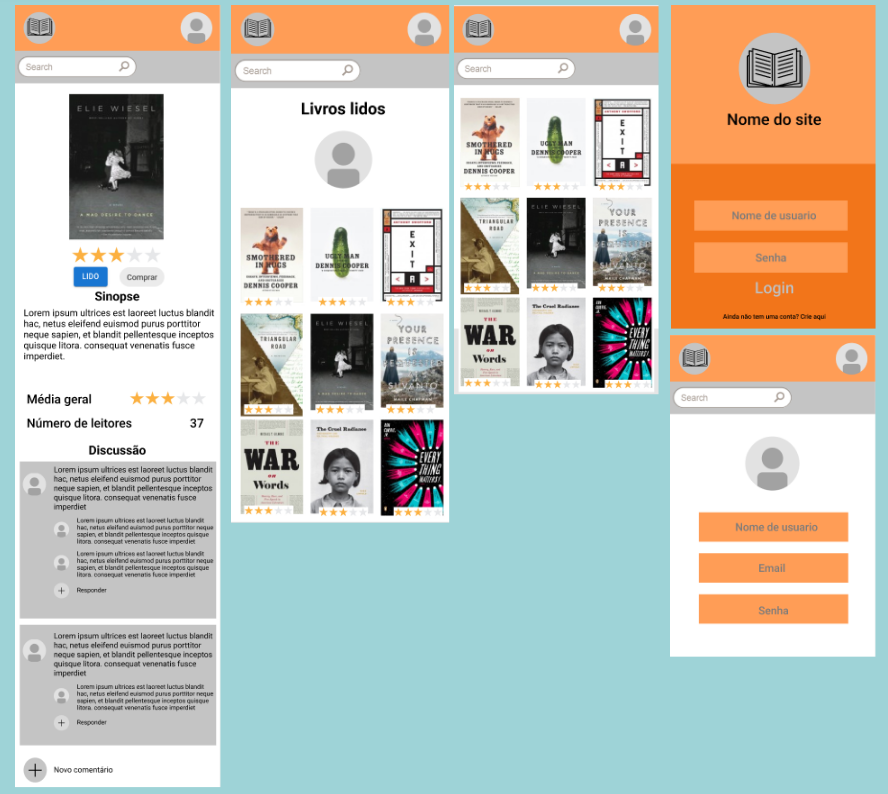 Search
ELIE WIESEL
A MAD DESIRE TO DANCE
LIDO
Comprar
Sinopse
Lorem ipsum ultrices est laoreet luctus blandit
hac, netus eleifend euismod purus porttitor
neque sapien, et blandit pellentesque inceptos
quisque litora. consequat venenatis fusce
imperdiet.
Média geral
Número de leitores 37
Discussão
Lorem ipsum ultrices est laoreet luctus blandit
hac, netus eleifend euismod purus porttitor
neque sapien, et blandit pellentesque inceptos
quisque litora. consequat venenatis fusce
imperdiet
Lorem ipsum ultrices est laoreet luctus blandit
hac, netus eleifend euismod purus porttitor neque
sapien, et blandit pellentesque inceptos quisque
litora. consequat venenatis fusce imperdiet
Lorem ipsum ultrices est laoreet luctus blandit
hac, netus eleifend euismod purus porttitor neque
sapien, et blandit pellentesque inceptos quisque
litora. consequat venenatis fusce imperdiet
Responder
Lorem ipsum ultrices est laoreet luctus blandit
hac, netus eleifend euismod purus porttitor
neque sapien, et blandit pellentesque inceptos
quisque litora. consequat venenatis fusce
imperdiet
Lorem ipsum ultrices est laoreet luctus blandit
hac, netus eleifend euismod purus porttitor neque
sapien, et blandit pellentesque inceptos quisque
litora. consequat venenatis fusce imperdiet
Responder
Novo comentário
Search
Livros lidos
SMOTHERED
IN HUGS
DENNIS COOPER
UGLY MAN
DENNIS COOPER
EXIT
A
TRIANGULAR
ROAD
ELIE WIESEL
A MAD DESIRE TO DANCE
YOUR
PRESENCE
IS
THE
WAR
on
Words
The Cruel Radiance
EVERY
THING
MATTERS!
Search
SMOTHERED
IN HUGS
DENNIS COOPER
UGLY MAN
DENNIS COOPER
EXIT
A
TRIANGULAR
ROAD
ELIE WIESEL
YOUR
PRESENCE
IS
THE
WAR
on
Words
The Cruel Radiance
EVERY
THING
MATTERS!
Nome do site
Nome de usuario
Senha
Login
Ainda não tem uma conta? Crie aqui
Search
Nome de usuario
Email
Senha